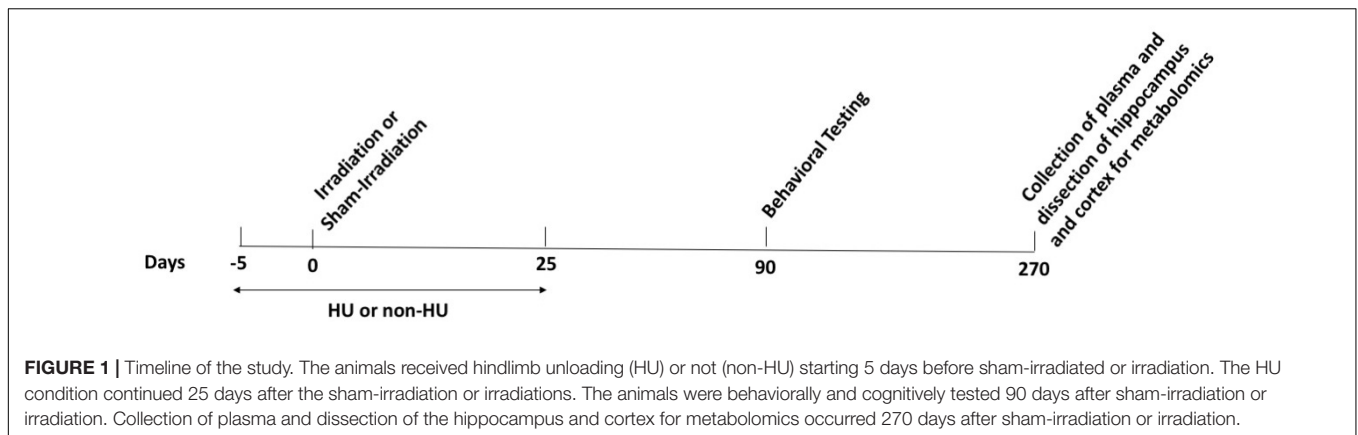 Irradiation or
Sham-Irradiation
Behavioral Testing
Collection of plasma and
dissection of hippocampus
and cortex for metabolomics
Days
-5
0
25
90
270
HU or non-HU
FIGURE 1 | Timeline of the study. The animals received hindlimb unloading (HU) or not (non-HU) starting 5 days before sham-irradiated or irradiation. The HU
condition continued 25 days after the sham-irradiation or irradiations. The animals were behaviorally and cognitively tested 90 days after sham-irradiation or
irradiation. Collection of plasma and dissection of the hippocampus and cortex for metabolomics occurred 270 days after sham-irradiation or irradiation.